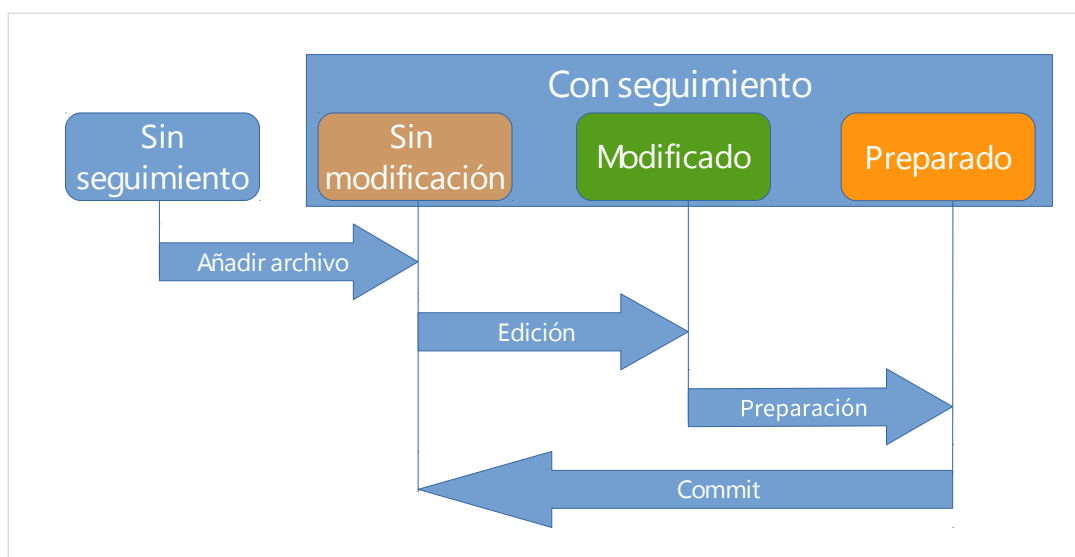 Con seguimiento
Sin
seguimiento
Sin
modificación
Modificado
Preparado
Añadir archivo
Edición
Preparación
Commit